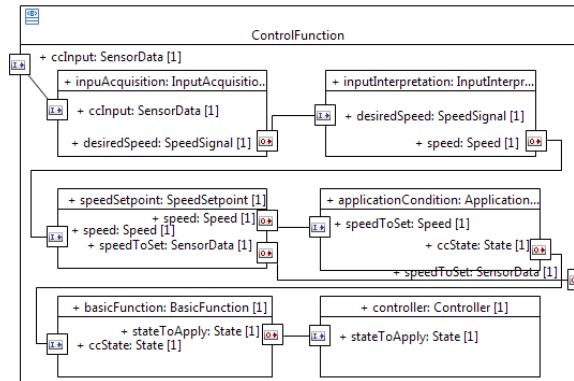 ControlFunction
+ ccInput: SensorData [1]
+ inpuAcquisition: InputAcquisitio...
+ inputInterpretation: InputInterpr...
+ ccInput: SensorData [1]
+ desiredSpeed: SpeedSignal [1]
+ desiredSpeed: SpeedSignal [1]
+ speed: Speed [1]
+ speedSetpoint: SpeedSetpoint [1]
+ applicationCondition: Application...
+ speed: Speed [1]
+ speedToSet: Speed [1]
+ speed: Speed [1]
+ speedToSet: SensorData [1]
+ ccState: State [1]
+ speedToSet: SensorData [1]
+ basicFunction: BasicFunction [1]
+ controller: Controller [1]
+ stateToApply: State [1]
+ stateToApply: State [1]
+ ccState: State [1]